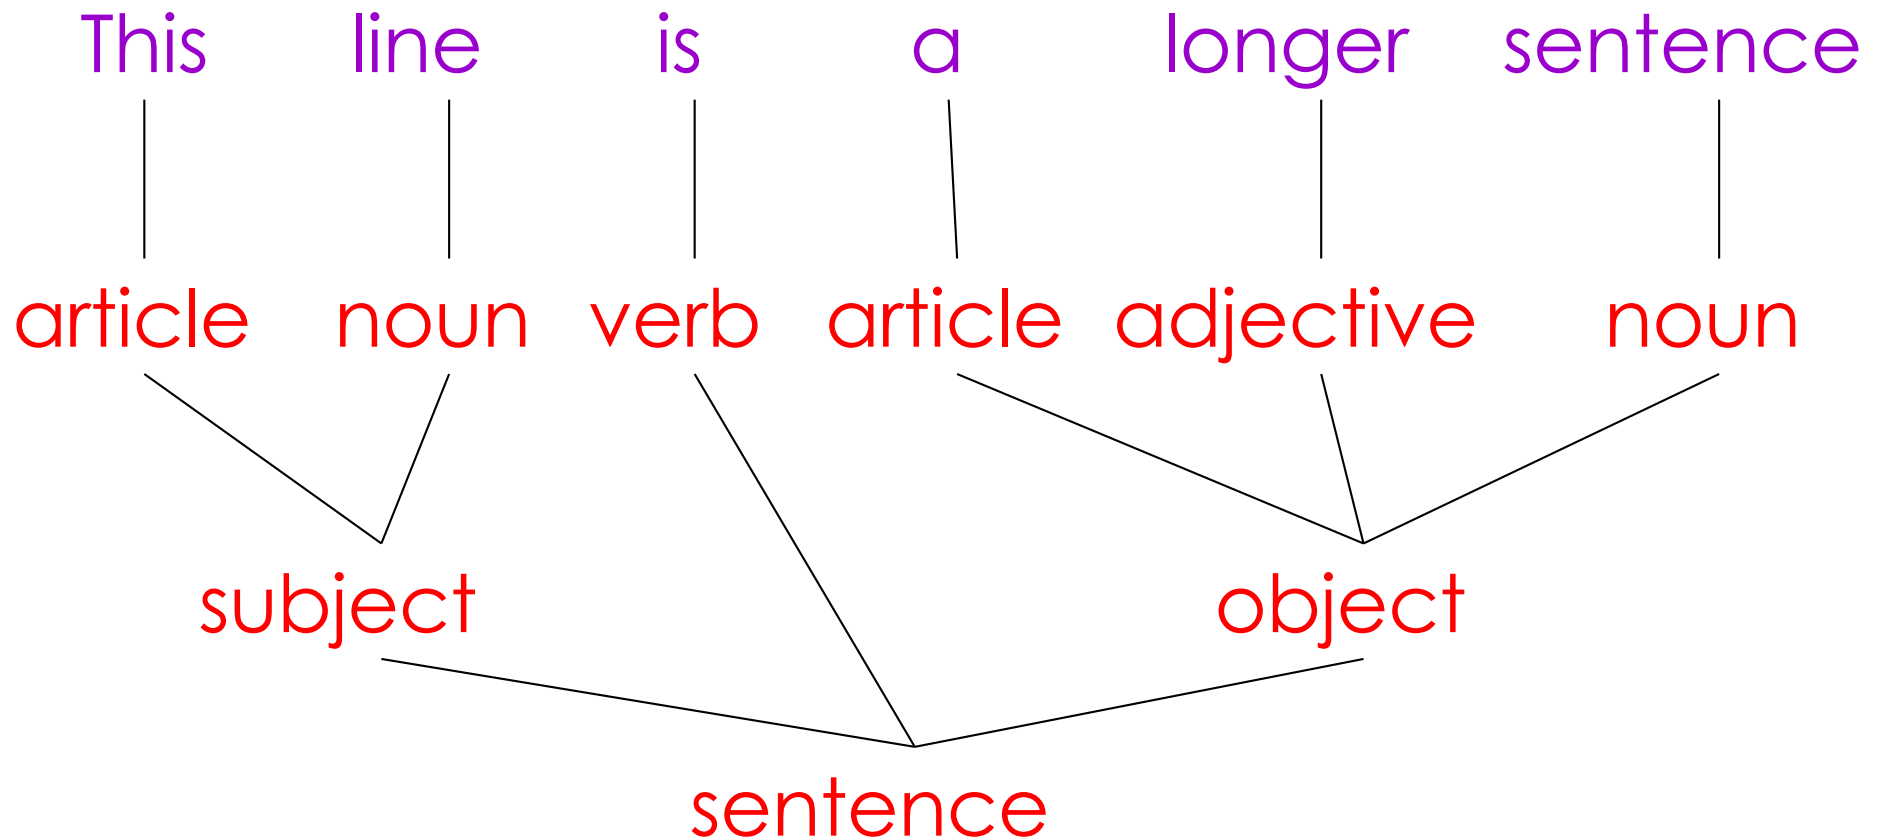 This line is a longer sentence
article noun verb article adjective noun
subject object
sentence